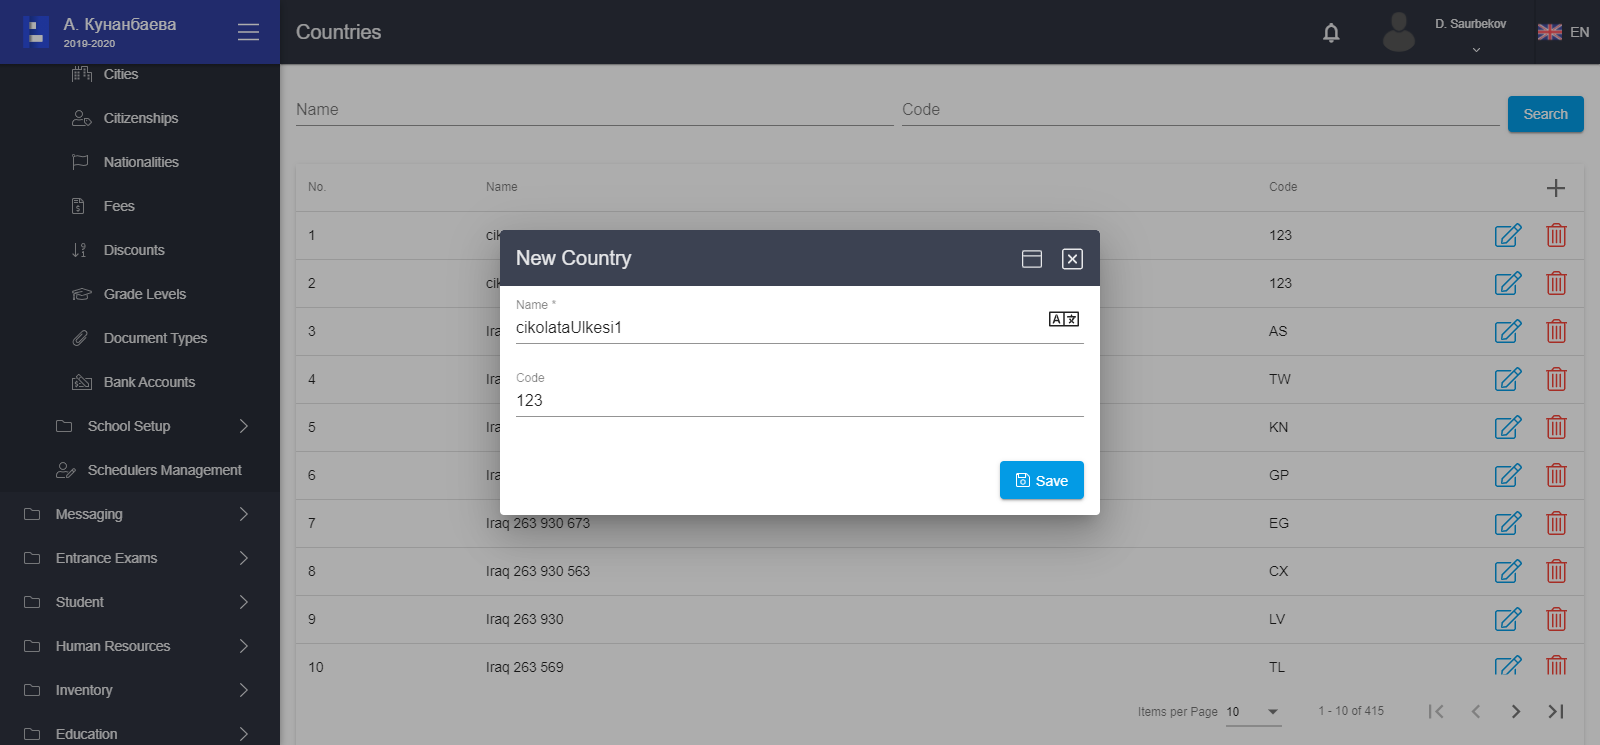 А. Кунанбаева
2019-2020
Countries
D. Saurbekov
EN
Cities
Citizenships
Nationalities
Fees
Discounts
Grade Levels
Document Types
Bank Accounts
School Setup
Schedulers Management
Messaging
Entrance Exams
Student
Human Resources
Inventory
Education
Name
Code
Search
No.
Name
Code
1
cik
123
2
cik
123
3
Ira
AS
4
Ira
TW
5
Ira
KN
6
Ira
GP
7
Iraq 263 930 673
EG
8
Iraq 263 930 563
CX
9
Iraq 263 930
LV
10
Iraq 263 569
TL
New Country
Name *
cikolataUlkesi1
Code
123
Save
Items per Page
10
1 - 10 of 415